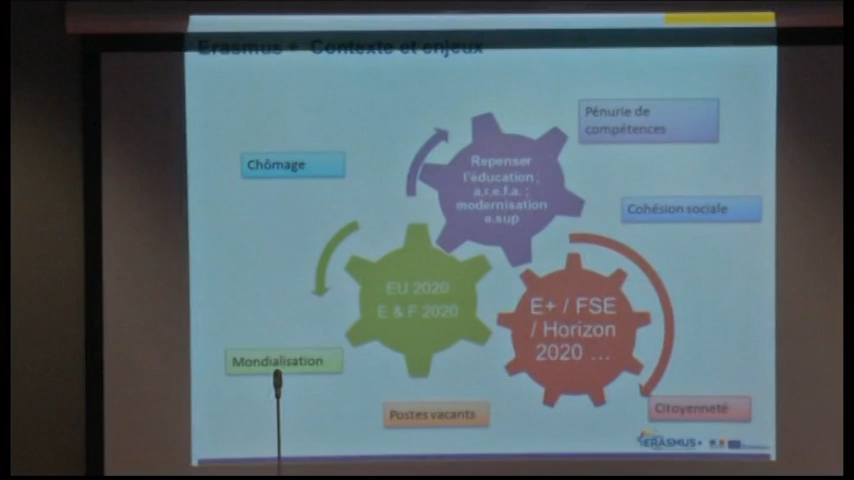 Erasmus + Contexte et enjeux
Pénurie de
compétences
Chômage
Repenser
l'éducation ;
a.r.e.f.a. ;
modernisation
e.sup
Cohésion sociale
EU 2020
E & F 2020
E+ / FSE
/ Horizon
2020 ...
Mondialisation
Postes vacants
Citoyenneté
ERASMUS+